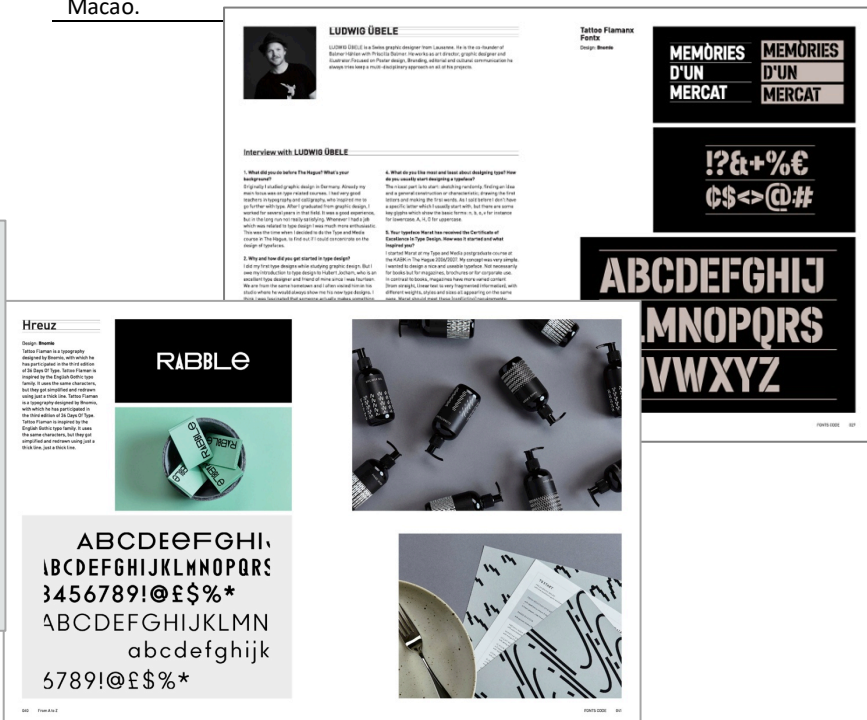 Macao.
LUDWIG ÜBELE
LUDWIG ÜBELE is a Swiss graphic designer from Lausanne. He is the co-founder of
Balmer Hählen with Priscilla Balmer. He works as art director, graphic designer and
illustrator. Focused on Poster design, Branding, editorial and cultural communication he
always tries keep a multi-disciplinary approach on all of his projects.
Interview with LUDWIG ÜBELE
1. What did you do before The Hague? What's your
background?
Originally I studied graphic design in Germany. Already my
main focus was on type related courses. I had very good
teachers in typography and calligraphy, who inspired me to
go further with type. After I graduated from graphic design, I
worked for several years in that field. It was a good experience,
but in the long run not really satisfying. Whenever I had a job
which was related to type design I was much more enthusiastic.
This was the time when I decided to do the Type and Media
course in The Hague, to find out if I could concentrate on the
design of typefaces.
2. Why and how did you get started in type design?
I did my first type designs while studying graphic design. But I
owe my introduction to type design to Hubert Jocham, who is an
excellent type designer and friend of mine since I was fourteen.
We are from the same hometown and I often visited him in his
studio where he would always show me his new type designs. I
think I was fascinated that someone actually makes something
4. What do you like most and least about designing type? How
do you usually start designing a typeface?
The nicest part is to start: sketching randomly, finding an idea
and a general construction or characteristic, drawing the first
letters and making the first words. As I said before I don't have
a specific letter which I usually start with, but there are some
key glyphs which show the basic forms: n, b, o, v for instance
for lowercase, A, H, O for uppercase.
5. Your typeface Marat has received the Certificate of
Excellence in Type Design. How was it started and what
inspired you?
I started my type at the Type and Media postgraduate course at
the KABK in The Hague 2006/2007. My concept was very simple:
I wanted to design a nice and useable typeface. Not necessarily
for books but for magazines, brochures or for corporate use.
In contrast to books, magazines have more varied content
(from straight, linear text to very fragmented information), with
different weights, styles and sizes all appearing on the same
page. Marat should meet these
Tattoo Flamanx
Fontx
Design: Bnomio
MEMÒRIES
D'UN
MERCAT
MEMÒRIES
D'UN
MERCAT
!?&+%€
¢$<>@#
ABCDEFGHIJ
LMNOPQRS
UVWXYZ
FONTS CODE 027
Hreuz
Design: Bnomio
Tattoo Flaman is a typography
designed by Bnomio, with which he
has participated in the third edition
of 36 Days Of Type. Tattoo Flaman is
inspired by the English Gothic type
family. It uses the same characters,
but they got simplified and redrawn
using just a thick line. Tattoo Flaman
is a typography designed by Bnomio,
with which he has participated in
the third edition of 36 Days Of Type.
Tattoo Flaman is inspired by the
English Gothic type family. It uses
the same characters, but they got
simplified and redrawn using just a
thick line, just a thick line.
RABBLe
RABBLe
ABCDEeFGHI
ABCDEFGHIJKLMNOPQRS
3456789!@£$%*
ABCDEFGHIJKLMN
abcdefghijk
6789!@£$%*
From A to Z
FONTS CODE